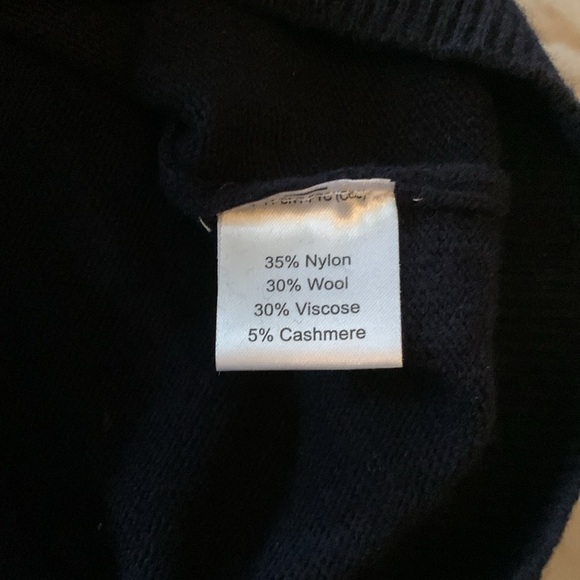 35% Nylon
30% Wool
30% Viscose
5% Cashmere